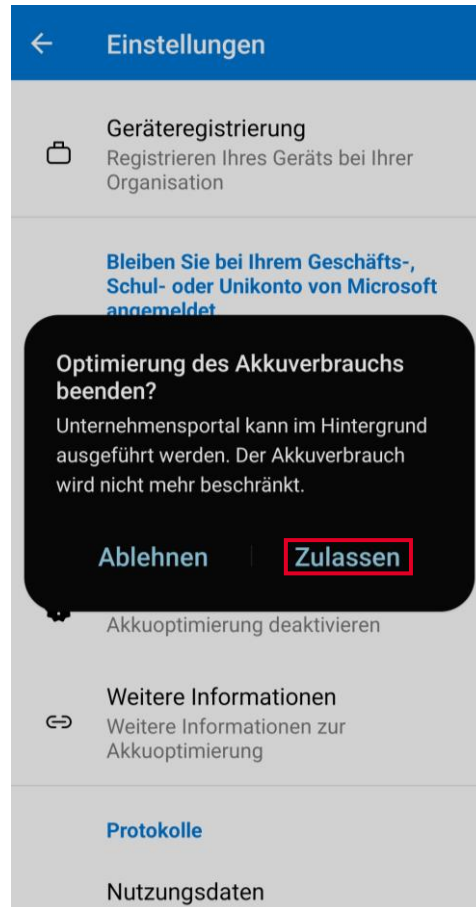 Einstellungen
Geräteregistrierung
Registrieren Ihres Geräts bei Ihrer
Organisation
Bleiben Sie bei Ihrem Geschäfts-,
Schul- oder Unikonto von Microsoft
angemeldet
Optimierung des Akkuverbrauchs
beenden?
Unternehmensportal kann im Hintergrund
ausgeführt werden. Der Akkuverbrauch
wird nicht mehr beschränkt.
Ablehnen Zulassen
Akkuoptimierung deaktivieren
Weitere Informationen
Weitere Informationen zur
Akkuoptimierung
Protokolle
Nutzungsdaten